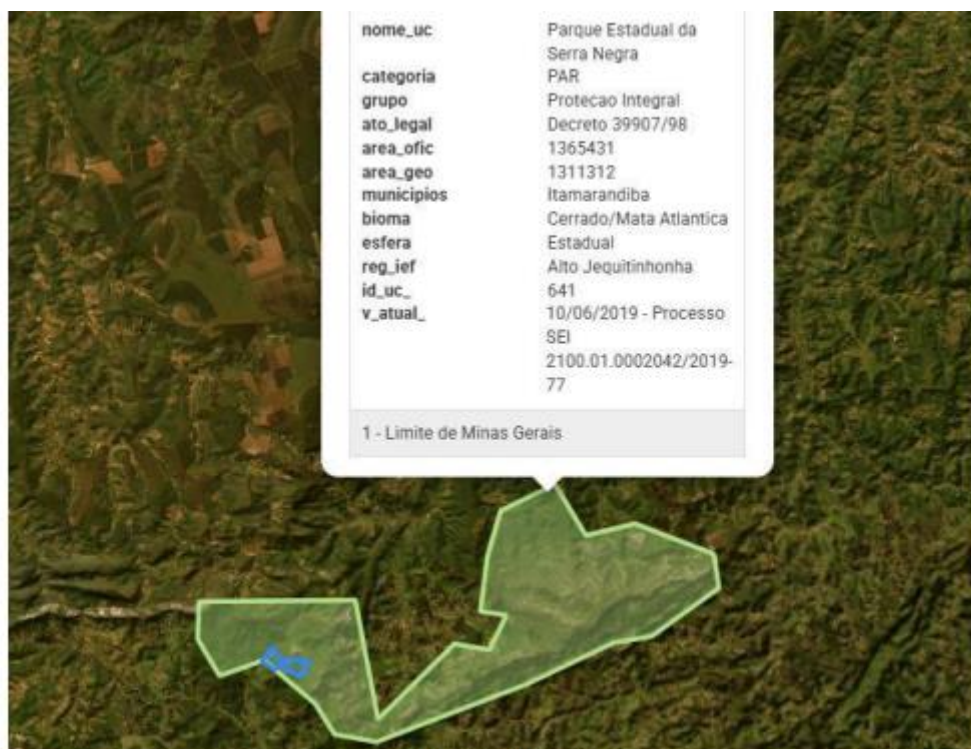 nome_uc Parque Estadual da
Serra Negra
categoria PAR
grupo Protecao Integral
ato_legal Decreto 39907/98
area_ofic 1365431
area_geo 1311312
municipios Itamarandiba
bioma Cerrado/Mata Atlantica
esfera Estadual
reg_ief Alto Jequitinhonha
id_uc_ 641
v_atual_ 10/06/2019 - Processo
SEI
2100.01.0002042/2019-
77
1 - Limite de Minas Gerais